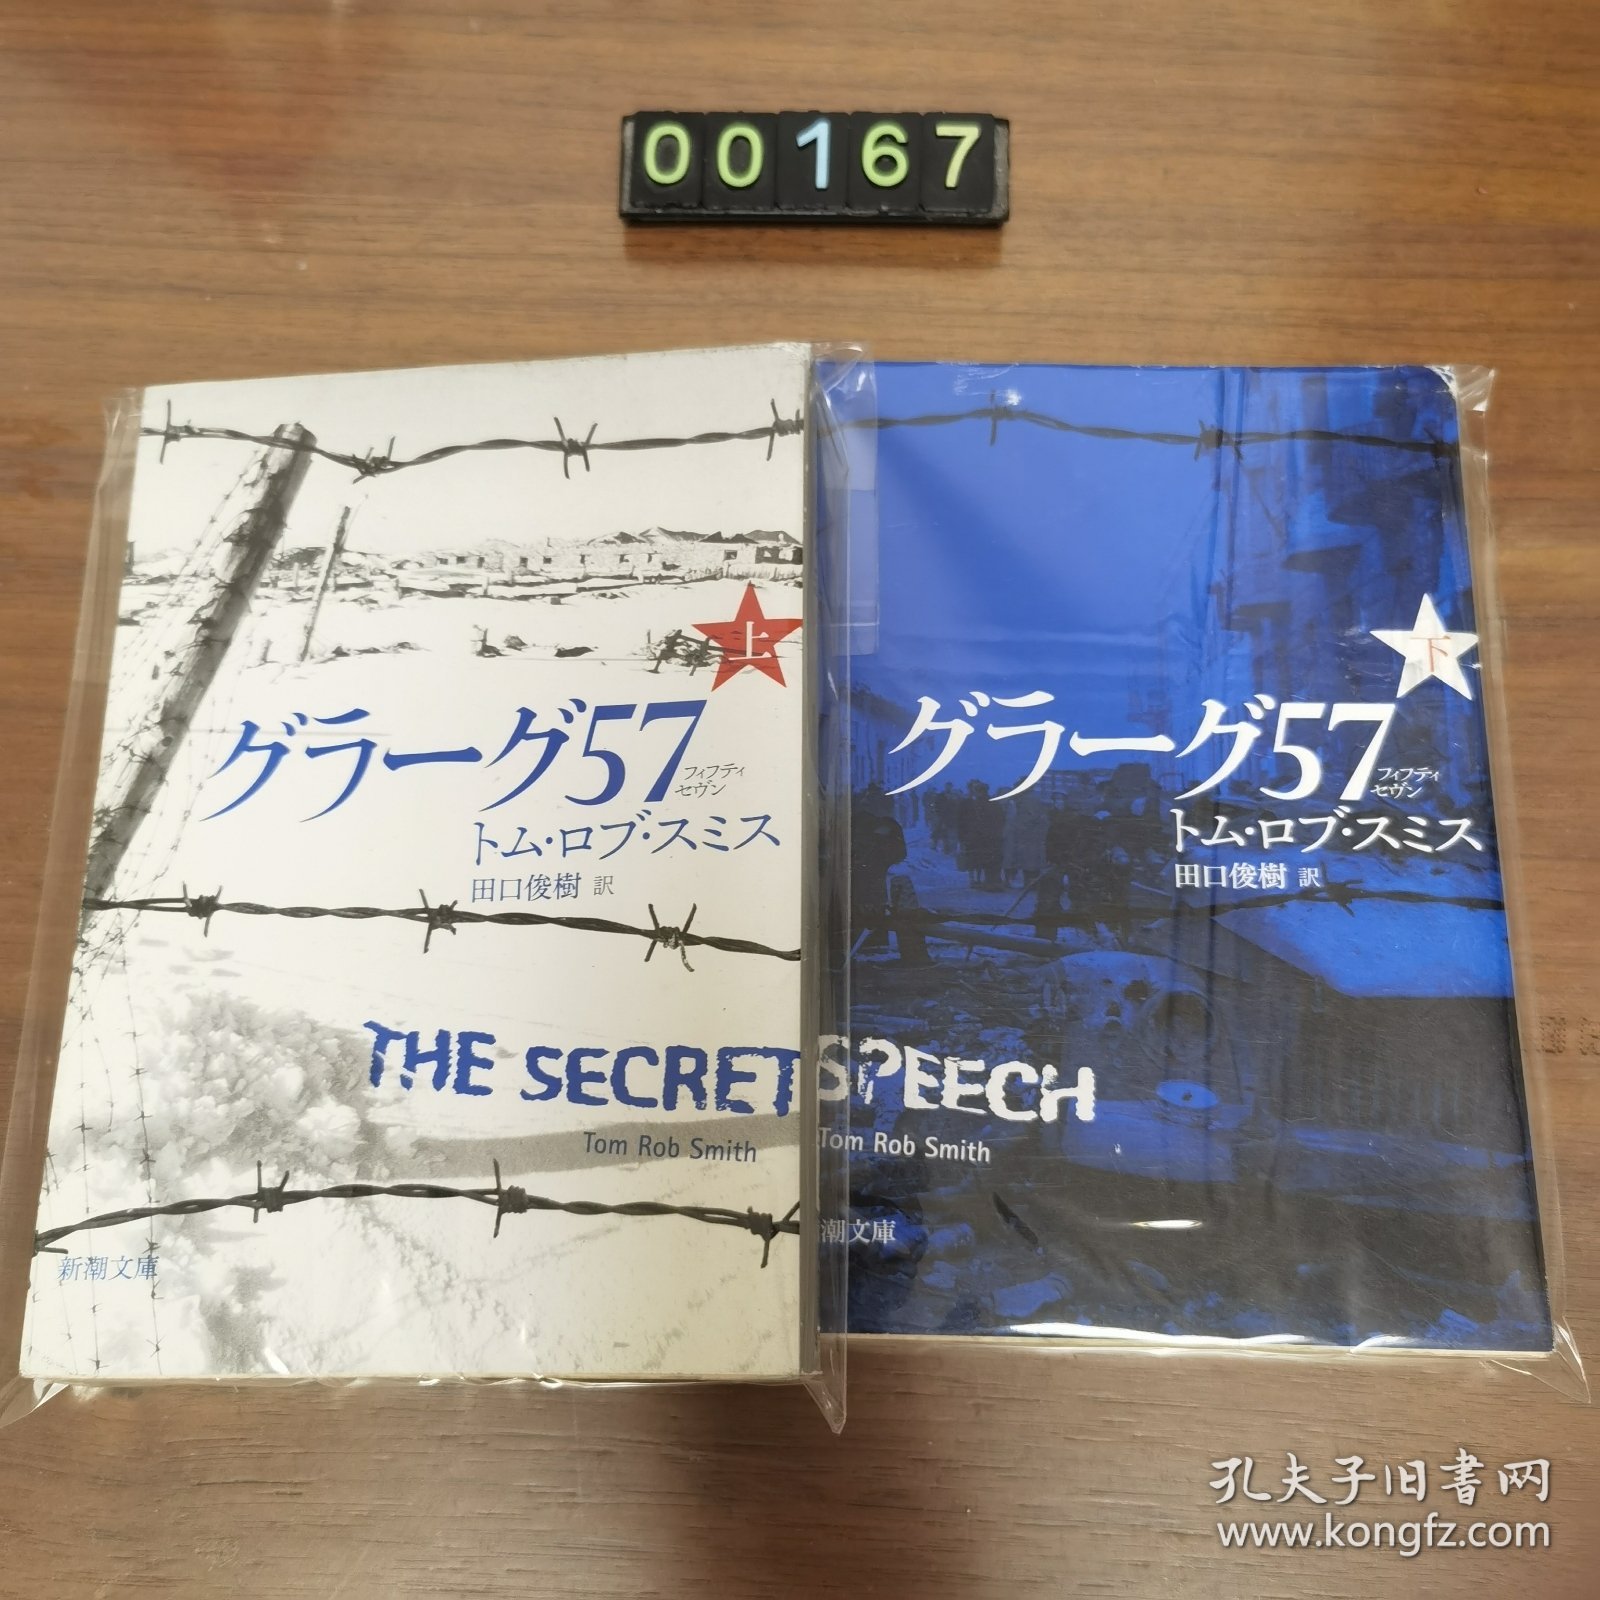 00167
上
グラーグ57
フィフティ
セヴン
トム・ロブ・スミス
田口俊樹 訳
THE SECRET
Tom Rob Smith
新潮文庫
下
グラーグ57
フィフティ
セヴン
トム・ロブ・スミス
田口俊樹 訳
SPEECH
Tom Rob Smith
潮文庫
孔夫子旧書网
www.kongfz.com